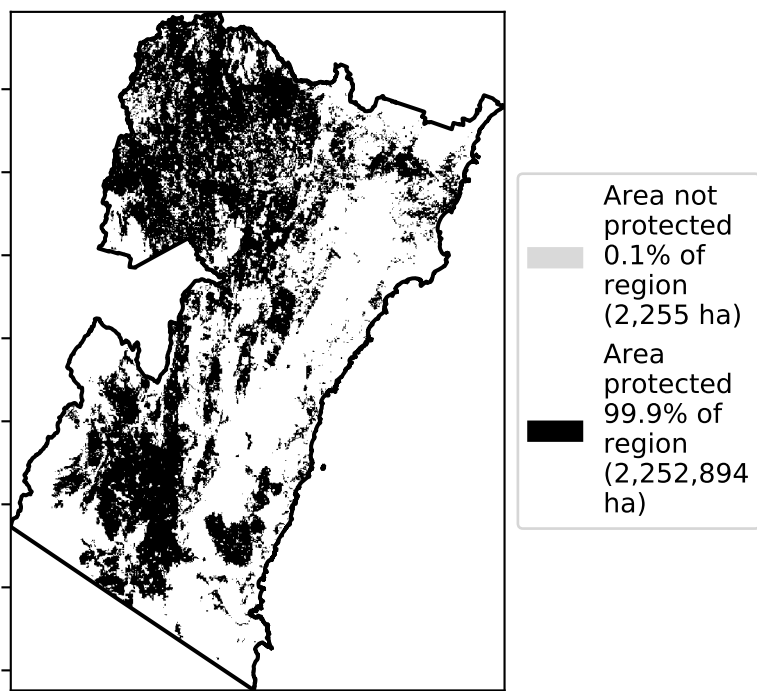 Area not
protected
0.1% of
region
(2,255 ha)
Area
protected
99.9% of
region
(2,252,894
ha)